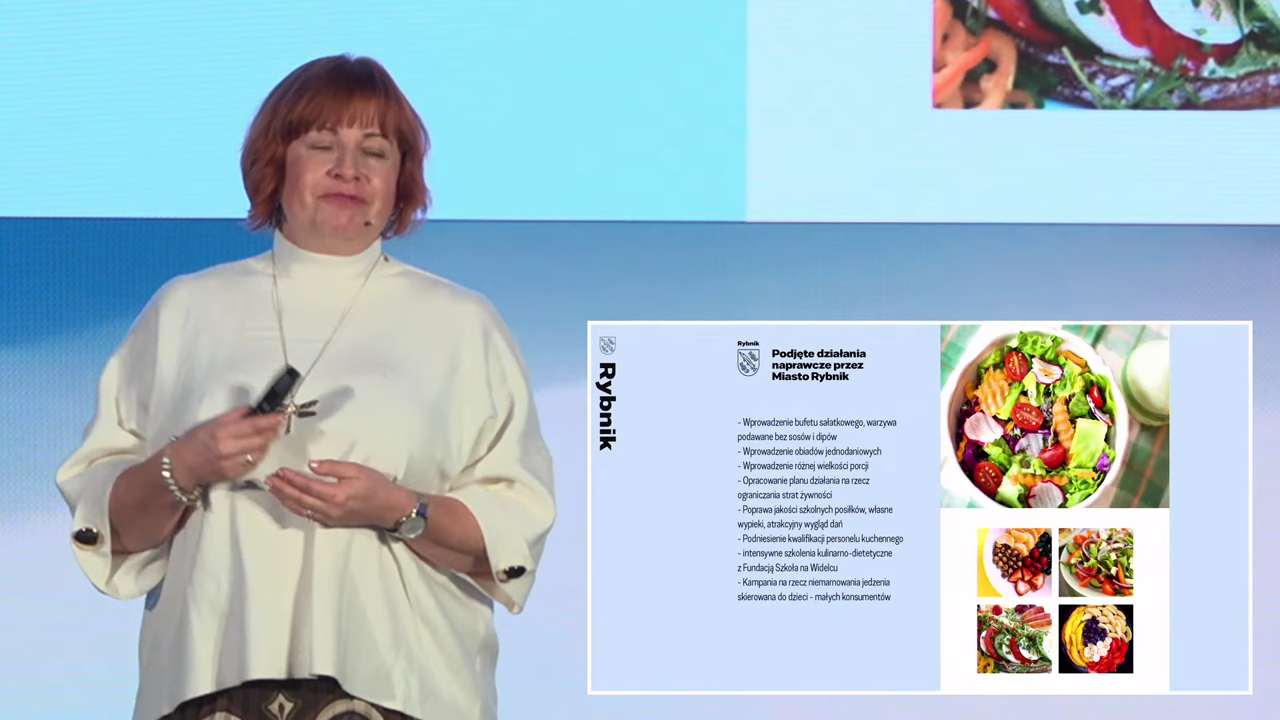 Rybnik
Rybnik
Podjęte działania
naprawcze przez
Miasto Rybnik
- Wprowadzenie bufetu sałatkowego, warzywa
podawane bez sosów i dipów
- Wprowadzenie obiadów jednodaniowych
- Wprowadzenie różnej wielkości porcji
- Opracowanie planu działania na rzecz
ograniczania strat żywności
- Poprawa jakości szkolnych posiłków, własne
wypieki, atrakcyjny wygląd dań
- Podniesienie kwalifikacji personelu kuchennego
- intensywne szkolenia kulinarno-dietetyczne
z Fundacją Szkoła na Widelcu
- Kampania na rzecz niemarnowania jedzenia
skierowana do dzieci - małych konsumentów